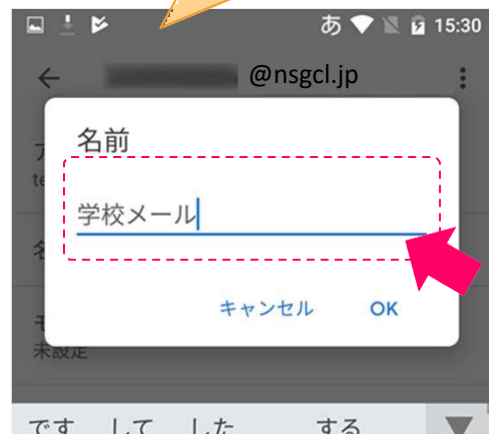 あ 15:30
@nsgcl.jp
名前
学校メール
キャンセル OK
未設定
です して した する